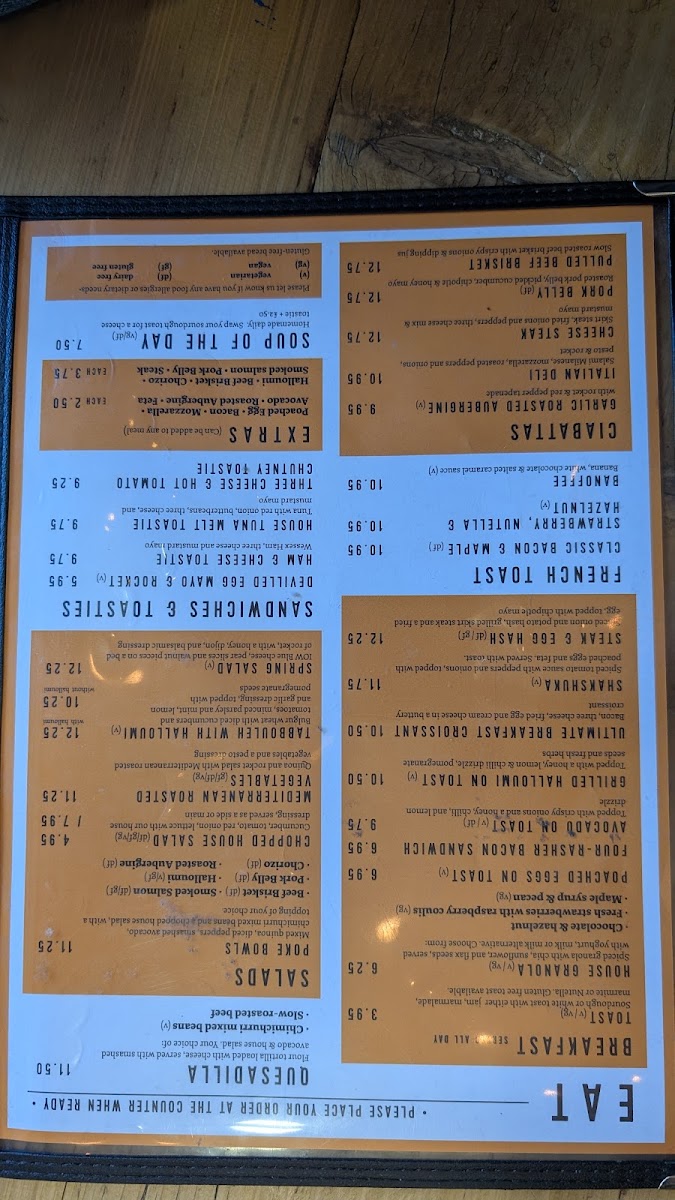 EAT
• PLEASE PLACE YOUR ORDER AT THE COUNTER WHEN READY •
BREAKFAST SERVED ALL DAY
TOAST (v/vg) 3.95
Sourdough or white toast with either jam, marmalade,
marmite or Nutella. Gluten free toast available.
HOUSE GRANOLA (v/vg) 6.25
Spiced granola with chia, sunflower, and flax seeds, served
with yoghurt, milk or milk alternative. Choose from:
• Chocolate & hazelnut
• Fresh strawberries with raspberry coulis (vg)
• Maple syrup & pecan (vg)
POACHED EGGS ON TOAST (v) 6.95
FOUR-RASHER BACON SANDWICH 6.95
AVOCADO ON TOAST (v/df) 9.75
Topped with crispy onions and a honey, chilli, and lemon
drizzle
GRILLED HALLOUMI ON TOAST (v) 10.50
Topped with a honey, lemon & chilli drizzle, pomegranate
seeds and fresh herbs
ULTIMATE BREAKFAST CROISSANT 10.50
Bacon, three cheese, fried egg and cream cheese in a buttery
croissant
SHAKSHUKA (v) 11.75
Spiced tomato sauce with peppers and onions, topped with
poached eggs and feta. Served with toast.
STEAK & EGG HASH (df/gf) 12.25
Spiced onion and potato hash, grilled skirt steak and a fried
egg, topped with chipotle mayo
FRENCH TOAST
CLASSIC BACON & MAPLE (df) 10.95
STRAWBERRY, NUTELLA & 10.95
HAZELNUT (v)
BANOFFEE 10.95
Banana, white chocolate & salted caramel sauce (v)
CIABATTAS
GARLIC ROASTED AUBERGINE (v) 9.95
with rocket & red pepper tapenade
ITALIAN DELI 10.95
Salami Milanese, mozzarella, roasted peppers and onions,
pesto & rocket
CHEESE STEAK 12.75
Skirt steak, fried onions and peppers, three cheese mix &
mustard mayo
PORK BELLY (df) 12.75
Roasted pork belly, pickled cucumber, chipotle & honey mayo
PULLED BEEF BRISKET 12.75
Slow roasted beef brisket with crispy onions & dipping jus
QUESADILLA 11.50
Flour tortilla loaded with cheese, served with smashed
avocado & house salad. Your choice of:
• Chimichurri mixed beans (v)
• Slow-roasted beef
SALADS
POKE BOWLS 11.25
Mixed quinoa, diced peppers, smashed avocado,
chimichurri mixed beans and a chopped house salad, with a
topping of your choice
• Beef Brisket (df) • Smoked Salmon (df/gf)
• Pork Belly (df) • Halloumi (v/gf)
• Chorizo (df) • Roasted Aubergine (df)
CHOPPED HOUSE SALAD (df/gf/vg) 4.95
Cucumber, tomato, red onion, lettuce with our house / 7.95
dressing, served as a side or main
MEDITERRANEAN ROASTED 11.25
VEGETABLES (gf/df/vg)
Quinoa and rocket salad with Mediterranean roasted
vegetables and a pesto dressing
TABBOULEH WITH HALLOUMI (v) 12.25
Bulgur wheat with diced cucumbers and with halloumi
tomatoes, minced parsley and mint, lemon
and garlic dressing, topped with 10.25
pomegranate seeds without halloumi
SPRING SALAD (v) 12.25
IOW Blue cheese, pear slices and walnut pieces on a bed
of rocket, with a honey, dijon, and balsamic dressing
SANDWICHES & TOASTIES
DEVILLED EGG MAYO & ROCKET (v) 5.95
HAM & CHEESE TOASTIE 9.75
Wessex Ham, three cheese and mustard mayo
HOUSE TUNA MELT TOASTIE 9.75
Tuna with red onion, butterbeans, three cheese, and
mustard mayo
THREE CHEESE & HOT TOMATO 9.25
CHUTNEY TOASTIE
EXTRAS (Can be added to any meal)
Poached Egg • Bacon • Mozzarella
Avocado • Roasted Aubergine • Feta EACH 2.50
Halloumi • Beef Brisket • Chorizo •
Smoked salmon • Pork Belly • Steak EACH 3.75
SOUP OF THE DAY (vg/df) 7.50
Homemade daily. Swap your sourdough toast for a cheese
toastie + £2.50
Please let us know if you have any food allergies or dietary needs-
(v) vegetarian (df) dairy free
(vg) vegan (gf) gluten free
Gluten-free bread available.